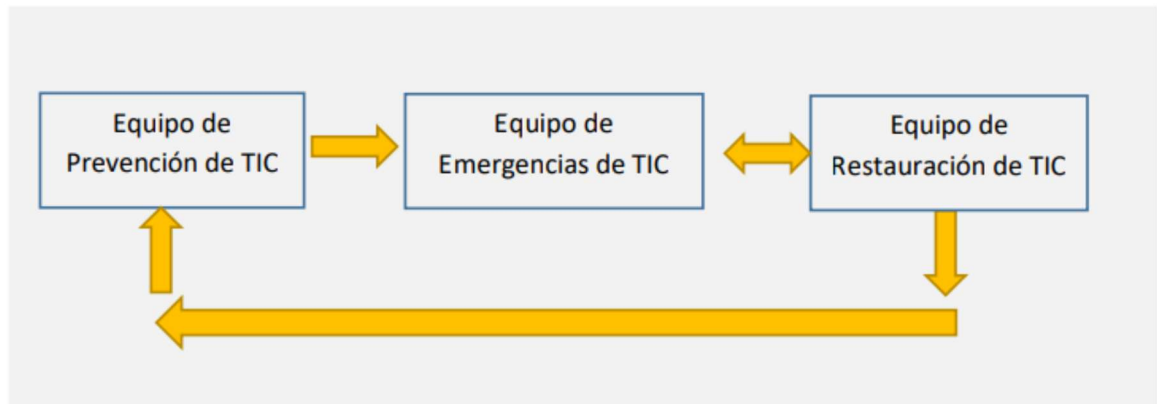 Equipo de
Prevención de TIC
Equipo de
Emergencias de TIC
Equipo de
Restauración de TIC